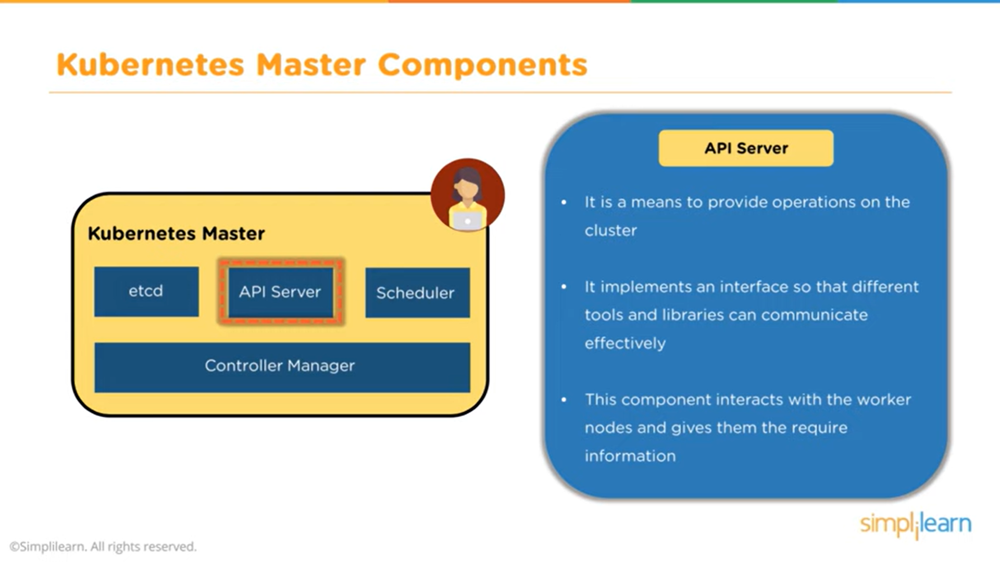 Kubernetes Master Components
Kubernetes Master
etcd
API Server
Scheduler
Controller Manager
API Server
• It is a means to provide operations on the
cluster
• It implements an interface so that different
tools and libraries can communicate
effectively
• This component interacts with the worker
nodes and gives them the require
information
simplilearn
©Simplilearn. All rights reserved.